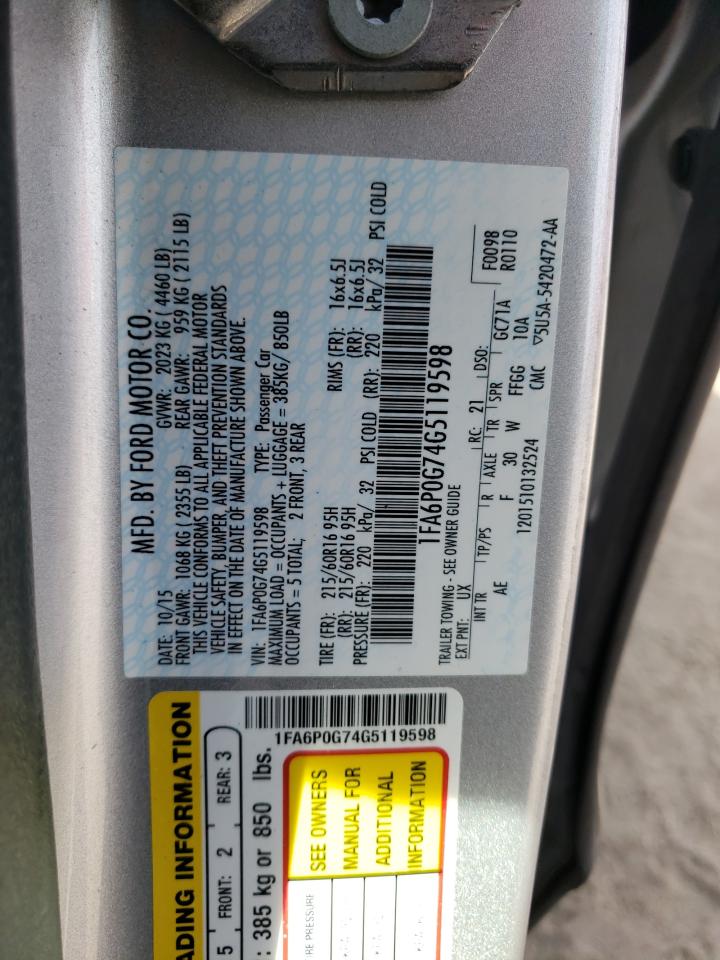 MFD. BY FORD MOTOR CO.
DATE: 10/15 GVWR: 2023 KG ( 4460 LB)
FRONT GAWR: 1068 KG ( 2355 LB) REAR GAWR: 959 KG ( 2115 LB)
THIS VEHICLE CONFORMS TO ALL APPLICABLE FEDERAL MOTOR
VEHICLE SAFETY, BUMPER, AND THEFT PREVENTION STANDARDS
IN EFFECT ON THE DATE OF MANUFACTURE SHOWN ABOVE.
VIN: 1FA6P0G74G5119598 TYPE: Passenger Car
MAXIMUM LOAD = OCCUPANTS + LUGGAGE = 385KG/ 850LB
OCCUPANTS = 5 TOTAL; 2 FRONT, 3 REAR
TIRE (FR): 215/60R16 95H RIMS (FR): 16x6.5J
(RR): 215/60R16 95H (RR): 16x6.5J
PRESSURE (FR): 220 kPa/ 32 PSI COLD (RR): 220 kPa/ 32 PSI COLD
1FA6P0G74G5119598
TRAILER TOWING - SEE OWNER GUIDE F0098
EXT PNT: UX RC: 21 DSO: R0110
INT TR TP/PS R AXLE TR SPR GC71A
AE F 30 W FFGG 10A
1201510132524 CMC ▽5U5A-5420472-AA
ADING INFORMATION
5 FRONT: 2 REAR: 3
: 385 kg or 850 lbs.
1FA6P0G74G5119598
SEE OWNERS
MANUAL FOR
ADDITIONAL
INFORMATION
RE PRESSURE